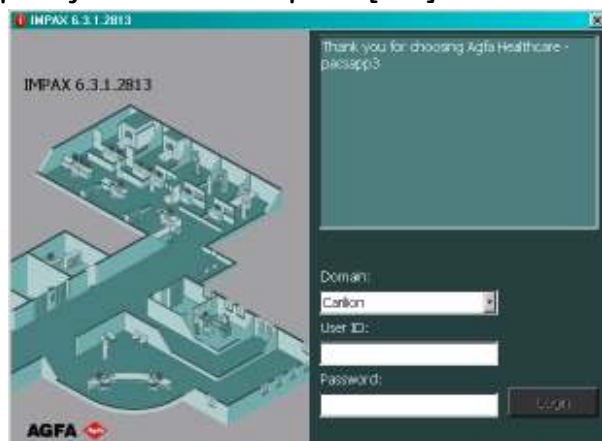 IMPAX 6.3.1.2813
IMPAX 6.3.1.2813
Thank you for choosing Agfa Healthcare -
pacsapp3
Domain:
Carilion
User ID:
Password:
Login
AGFA